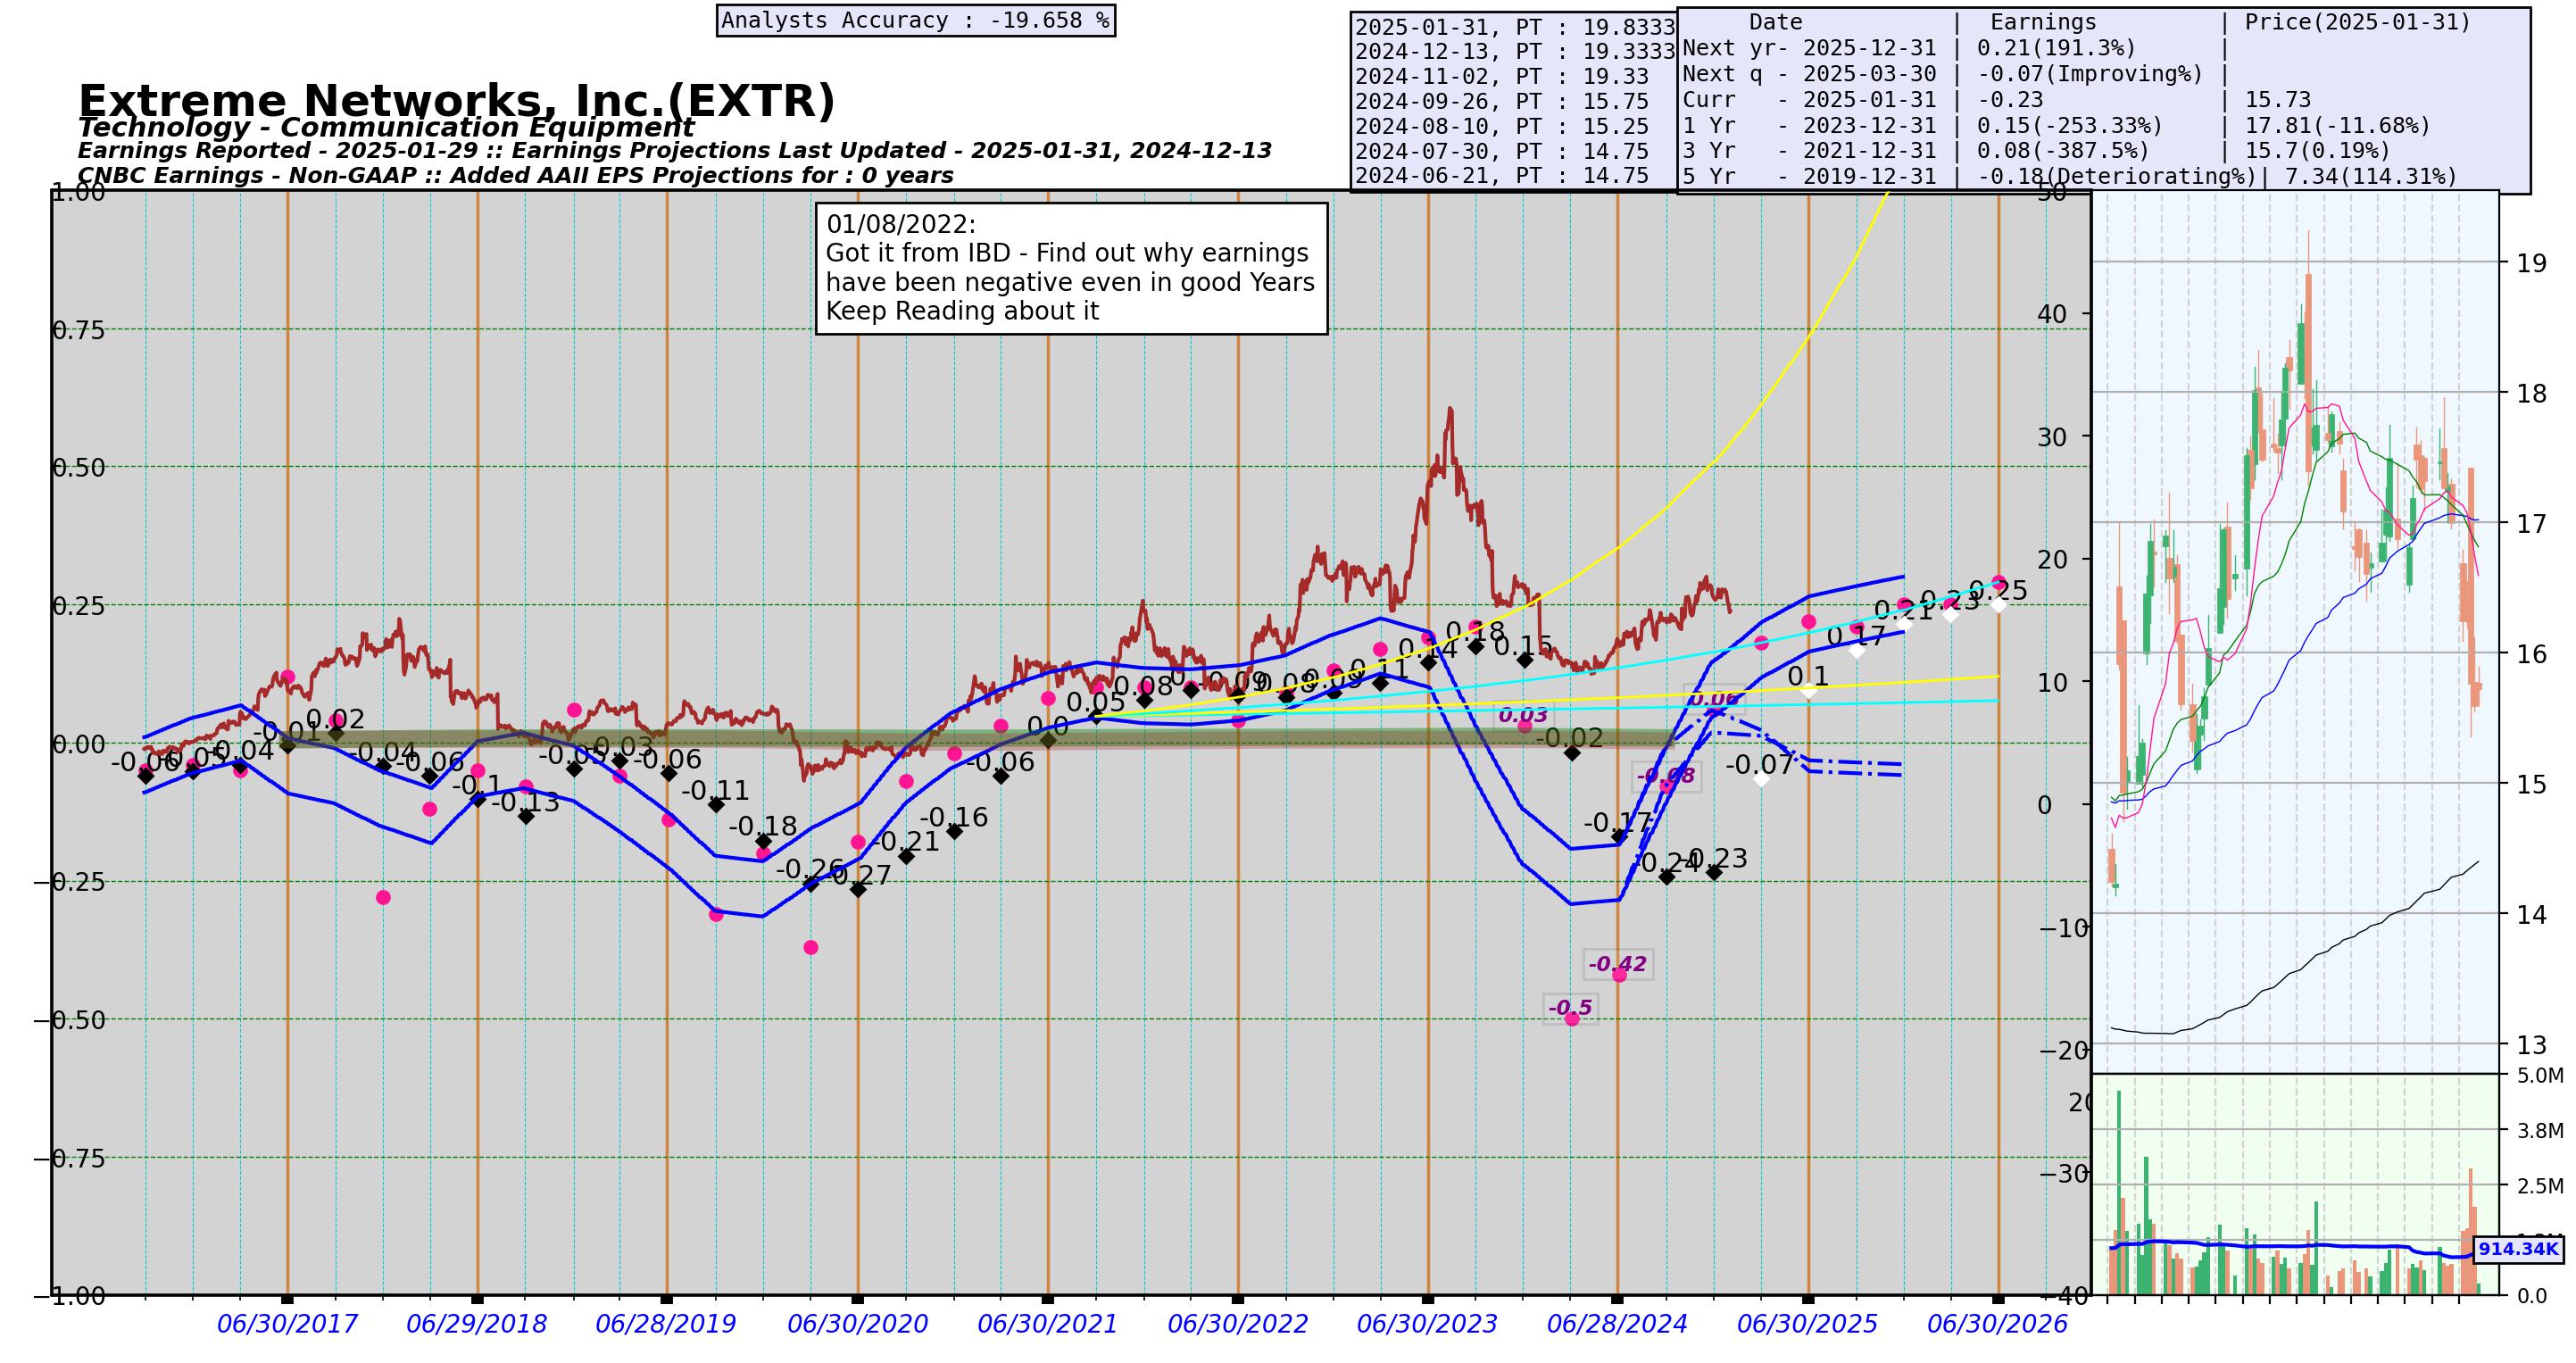 Analysts Accuracy : -19.658 %
2025-01-31, PT : 19.8333
2024-12-13, PT : 19.3333
2024-11-02, PT : 19.33
2024-09-26, PT : 15.75
2024-08-10, PT : 15.25
2024-07-30, PT : 14.75
2024-06-21, PT : 14.75
Date | Earnings | Price(2025-01-31)
Next yr- 2025-12-31 | 0.21(191.3%) |
Next q - 2025-03-30 | -0.07(Improving%) |
Curr - 2025-01-31 | -0.23 | 15.73
1 Yr - 2023-12-31 | 0.15(-253.33%) | 17.81(-11.68%)
3 Yr - 2021-12-31 | 0.08(-387.5%) | 15.7(0.19%)
5 Yr - 2019-12-31 | -0.18(Deteriorating%)| 7.34(114.31%)
Extreme Networks, Inc.(EXTR)
Technology - Communication Equipment
Earnings Reported - 2025-01-29 :: Earnings Projections Last Updated - 2025-01-31, 2024-12-13
CNBC Earnings - Non-GAAP :: Added AAII EPS Projections for : 0 years
01/08/2022:
Got it from IBD - Find out why earnings
have been negative even in good Years
Keep Reading about it
1.00
0.75
0.50
0.25
0.00
−0.25
−0.50
−0.75
−1.00
-0.06 -0.05 -0.04 -0.01 0.02 -0.04 -0.06 -0.1 -0.13 -0.05 -0.03 -0.06 -0.11 -0.18 -0.26 -0.27 -0.21 -0.16 -0.06 0.0 0.05 0.08 0.09 0.08 0.09 0.11 0.14 0.18 0.15 -0.02 -0.17 -0.24 -0.23 -0.07 0.1 0.17 0.21 0.23 0.25
0.03 -0.5 -0.42 -0.08 0.06
50
40
30
20
10
0
−10
−20
−30
−40
19
18
17
16
15
14
13
5.0M
3.8M
2.5M
914.34K
0.0
06/30/2017 06/29/2018 06/28/2019 06/30/2020 06/30/2021 06/30/2022 06/30/2023 06/28/2024 06/30/2025 06/30/2026